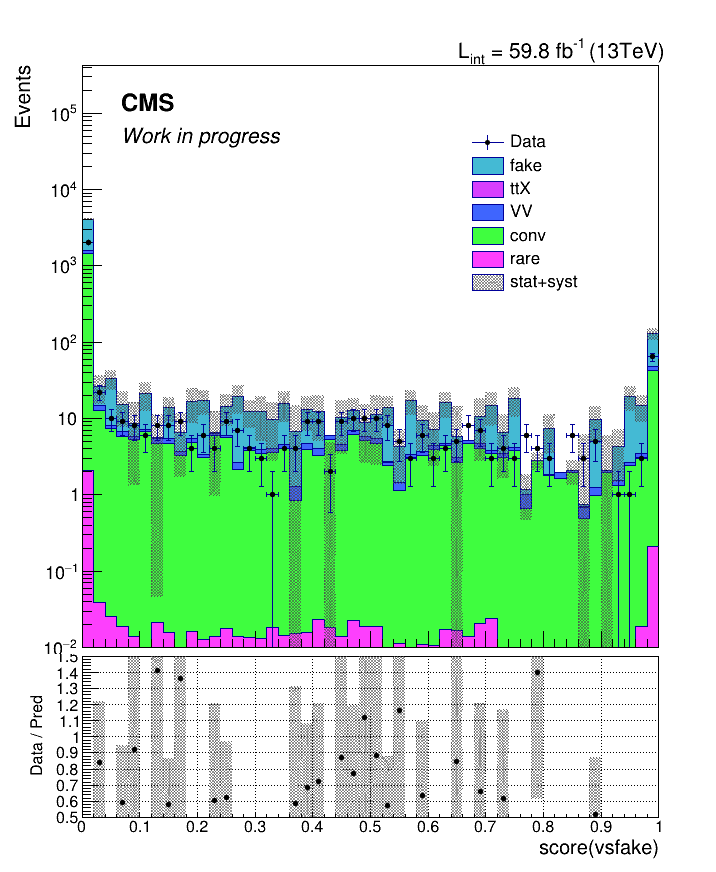 L_int = 59.8 fb^-1 (13TeV)
Events
CMS
Work in progress
Data
fake
ttX
VV
conv
rare
stat+syst
10^5
10^4
10^3
10^2
10
1
10^−1
10^−2
Data / Pred
1.5
1.4
1.3
1.2
1.1
1
0.9
0.8
0.7
0.6
0.5
0 0.1 0.2 0.3 0.4 0.5 0.6 0.7 0.8 0.9 1
score(vsfake)